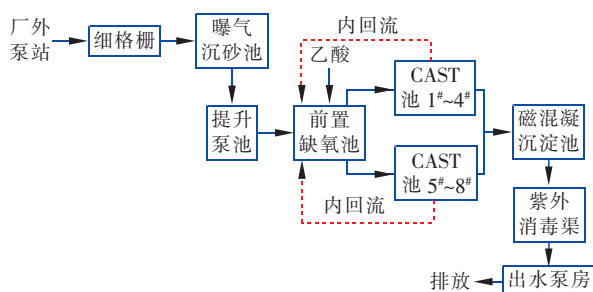 厂外
泵站
细格栅
曝气
沉砂池
提升
泵池
内回流
乙酸
前置
缺氧池
CAST
池 1#~4#
CAST
池 5#~8#
内回流
磁混凝
沉淀池
紫外
消毒渠
出水泵房
排放